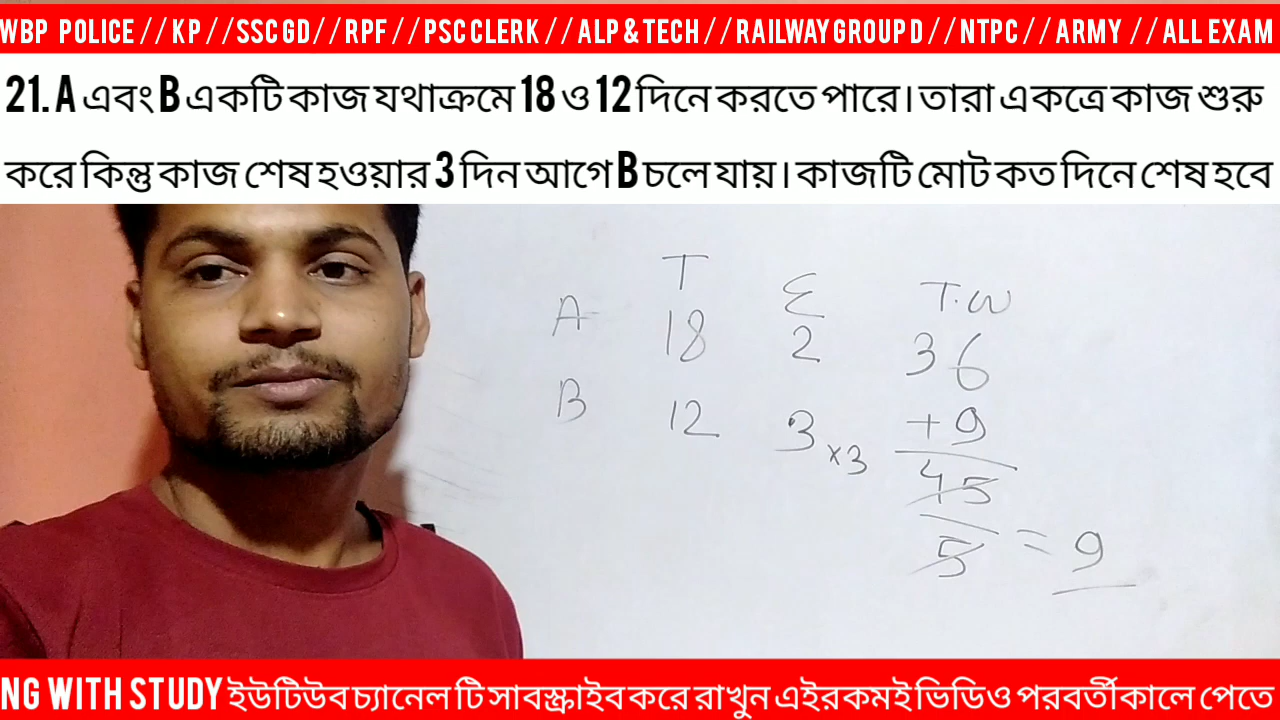 WBP POLICE // KP // SSC GD // RPF // PSC CLERK // ALP & TECH // RAILWAY GROUP D // NTPC // ARMY // ALL EXAM
21. A এবং B একটি কাজ যথাক্রমে 18 ও 12 দিনে করতে পারে। তারা একত্রে কাজ শুরু
করে কিন্তু কাজ শেষ হওয়ার 3 দিন আগে B চলে যায়। কাজটি মোট কত দিনে শেষ হবে
T E T.W
A= 18 2 36
B 12 3 x3 +9
45
5 = 9
NG WITH STUDY ইউটিউব চ্যানেল টি সাবস্ক্রাইব করে রাখুন এইরকমই ভিডিও পরবর্তীকালে পেতে